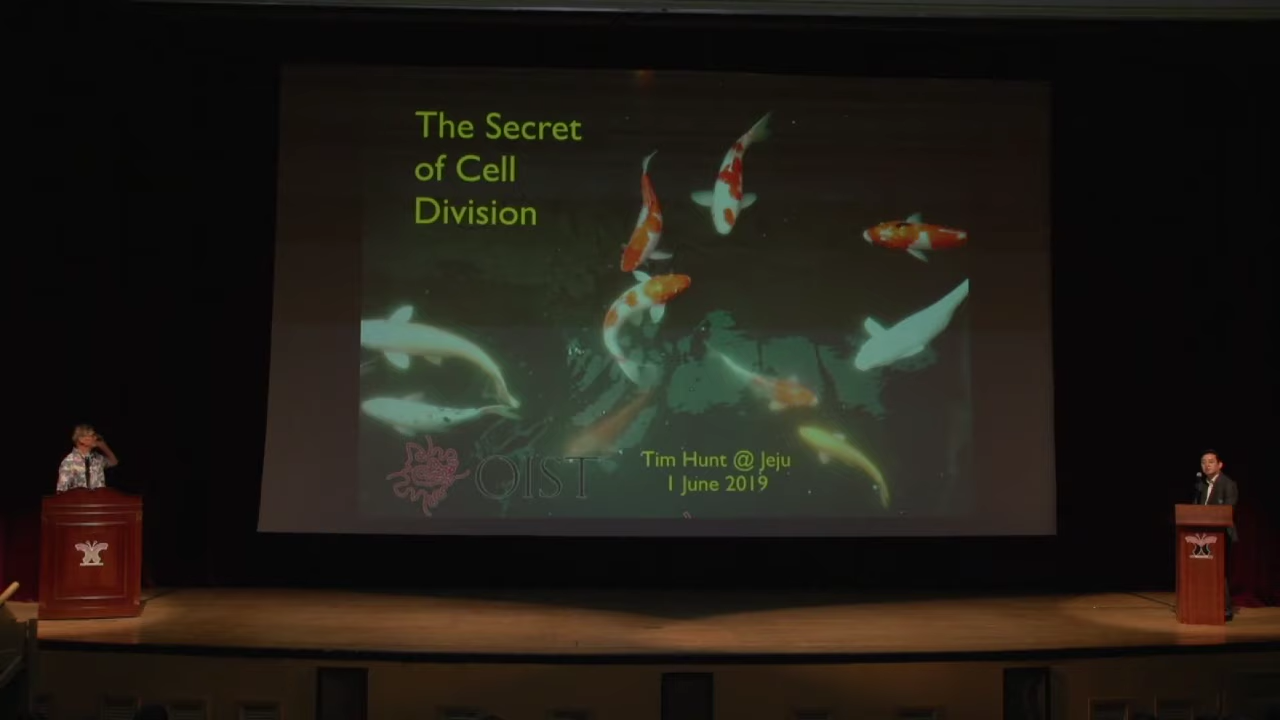 The Secret
of Cell
Division
OIST
Tim Hunt @ Jeju
1 June 2019